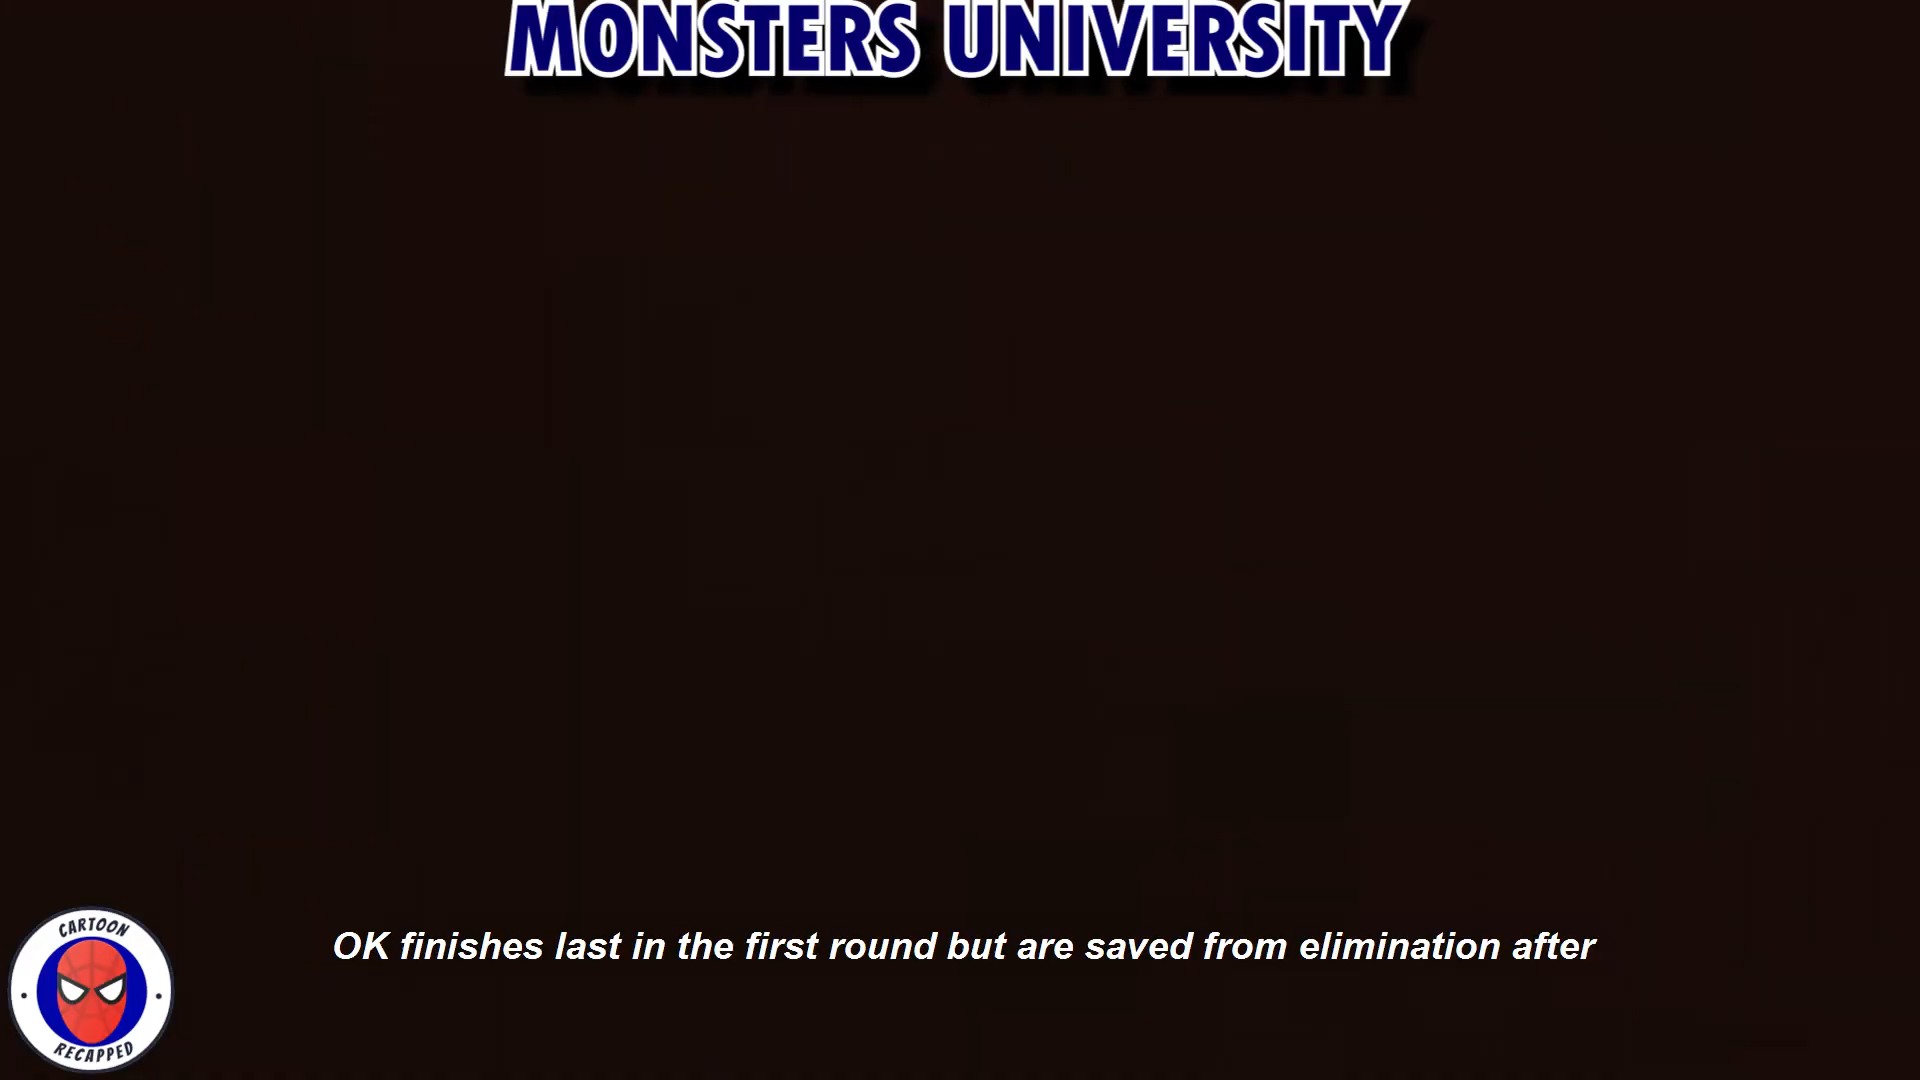 MONSTERS UNIVERSITY
OK finishes last in the first round but are saved from elimination after
CARTOON
RECAPPED